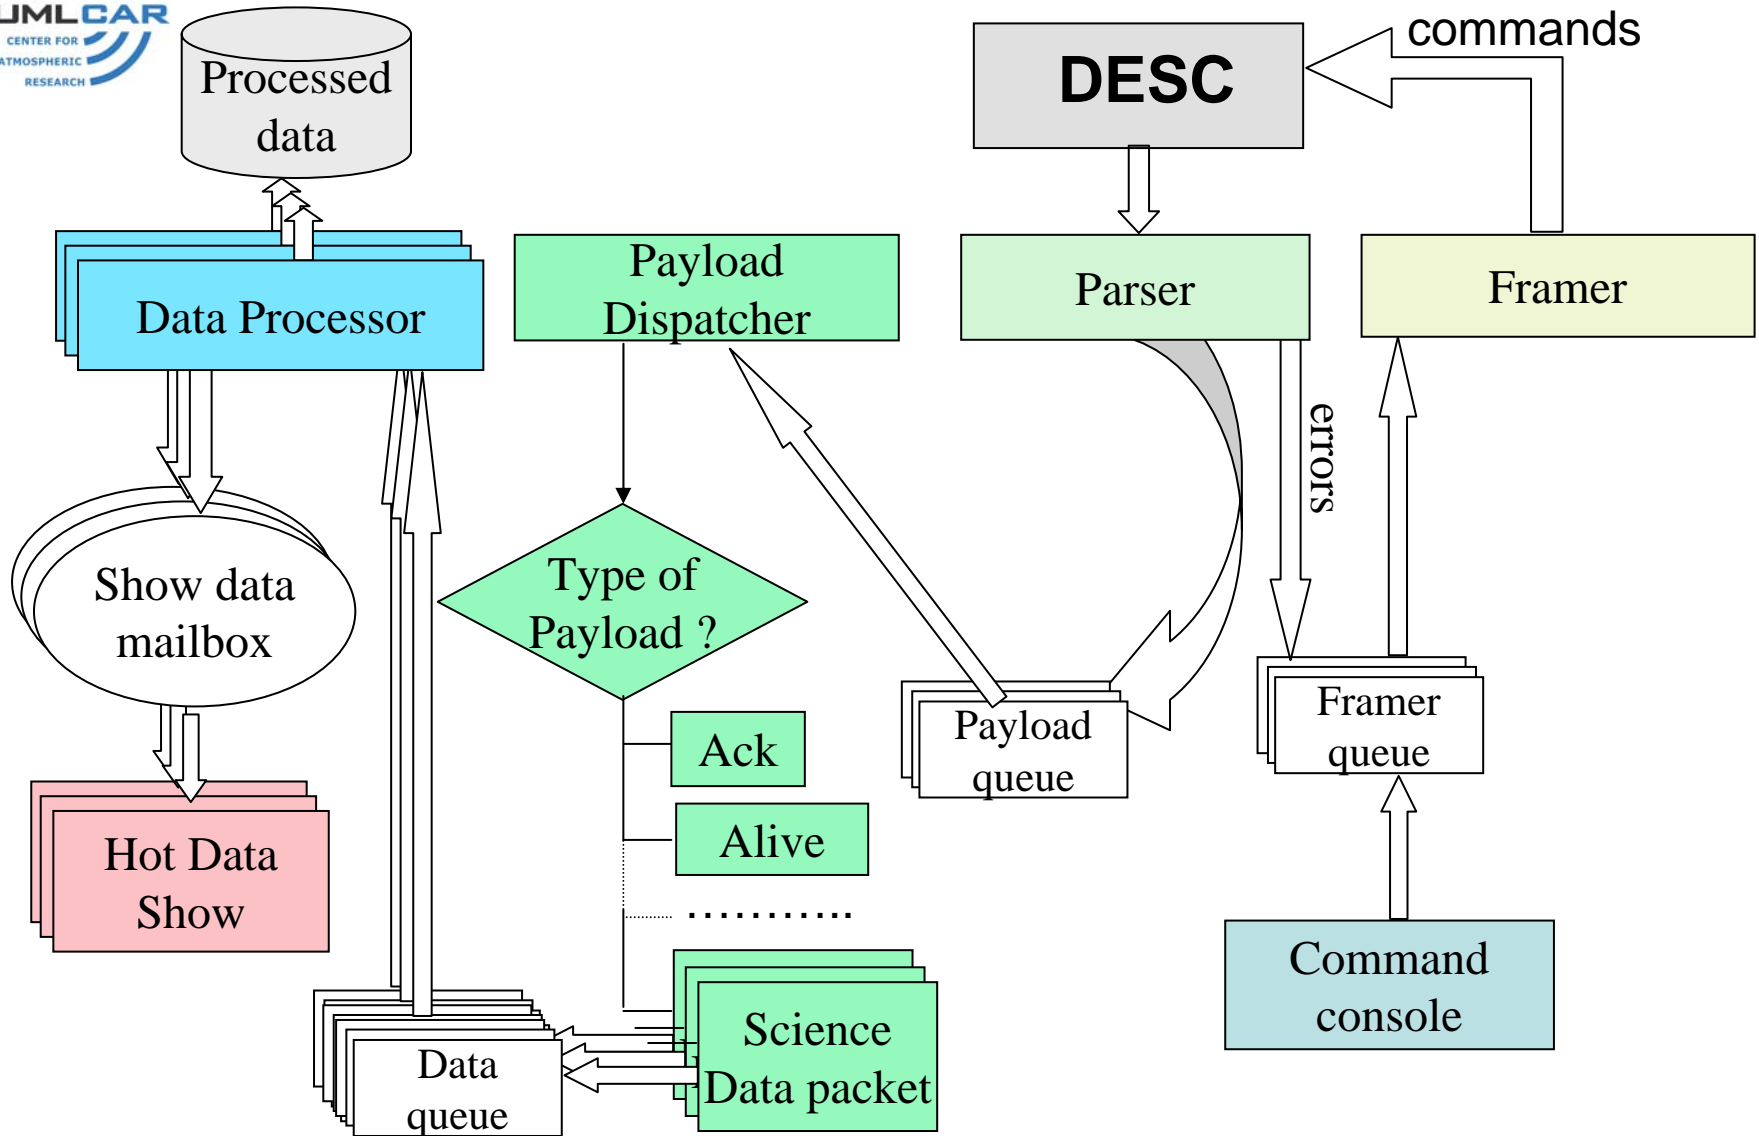 UMLCAR
CENTER FOR
ATMOSPHERIC
RESEARCH
Processed
data
DESC
commands
Data Processor
Payload
Dispatcher
Parser
Framer
errors
Show data
mailbox
Type of
Payload ?
Payload
queue
Framer
queue
Ack
Alive
...........
Hot Data
Show
Command
console
Science
Data packet
Data
queue